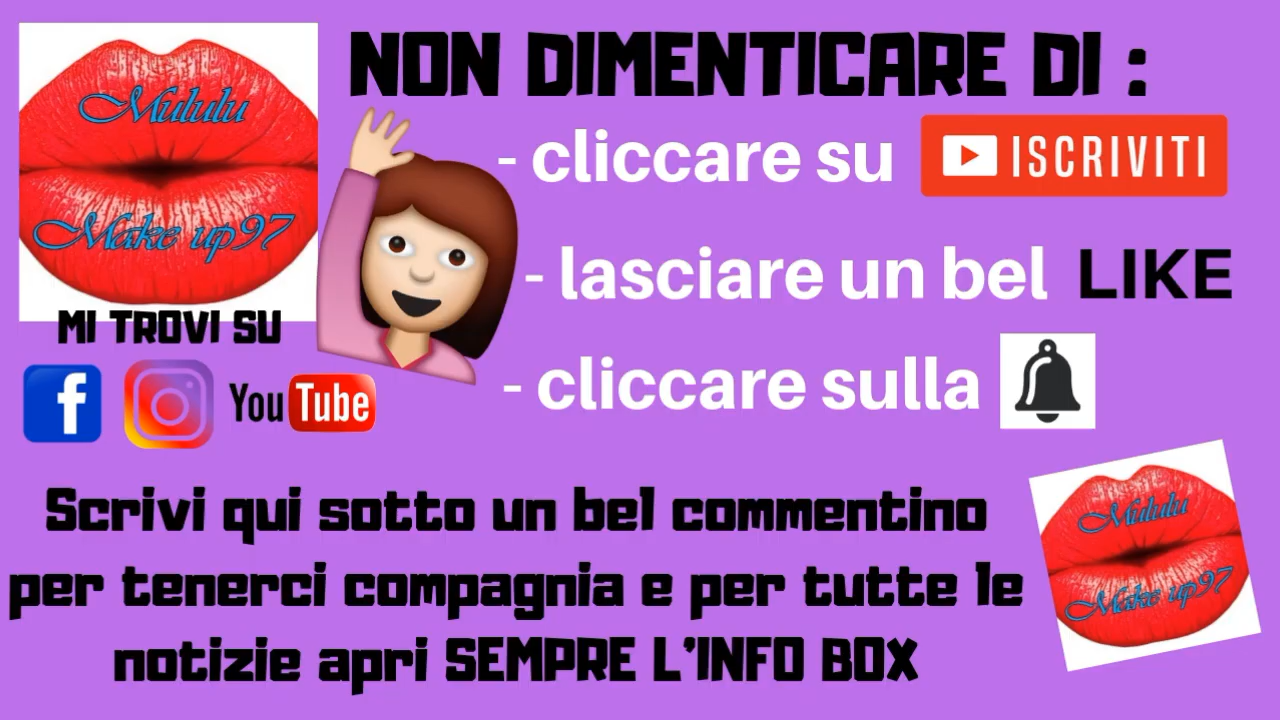 Mululu
Make up97
MI TROVI SU
You Tube
NON DIMENTICARE DI :
- cliccare su ISCRIVITI
- lasciare un bel LIKE
- cliccare sulla
Scrivi qui sotto un bel commentino
per tenerci compagnia e per tutte le
notizie apri SEMPRE L'INFO BOX
Mululu
Make up97